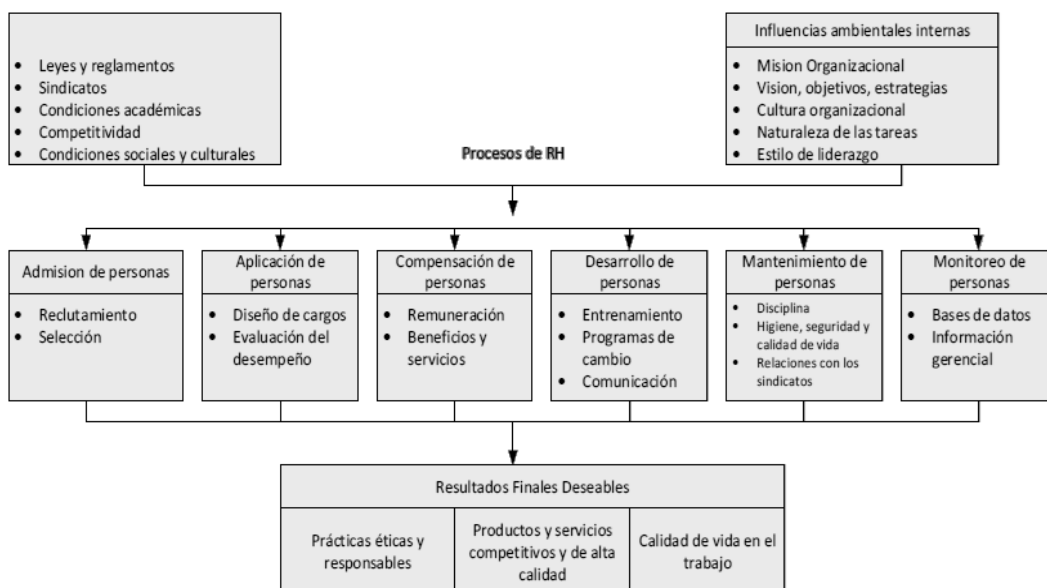 • Leyes y reglamentos
• Sindicatos
• Condiciones académicas
• Competitividad
• Condiciones sociales y culturales
Influencias ambientales internas
• Mision Organizacional
• Vision, objetivos, estrategias
• Cultura organizacional
• Naturaleza de las tareas
• Estilo de liderazgo
Procesos de RH
Admision de personas
• Reclutamiento
• Selección
Aplicación de
personas
• Diseño de cargos
• Evaluación del
desempeño
Compensación de
personas
• Remuneración
• Beneficios y
servicios
Desarrollo de
personas
• Entrenamiento
• Programas de
cambio
• Comunicación
Mantenimiento de
personas
• Disciplina
• Higiene, seguridad y
calidad de vida
• Relaciones con los
sindicatos
Monitoreo de
personas
• Bases de datos
• Información
gerencial
Resultados Finales Deseables
Prácticas éticas y
responsables
Productos y servicios
competitivos y de alta
calidad
Calidad de vida en el
trabajo